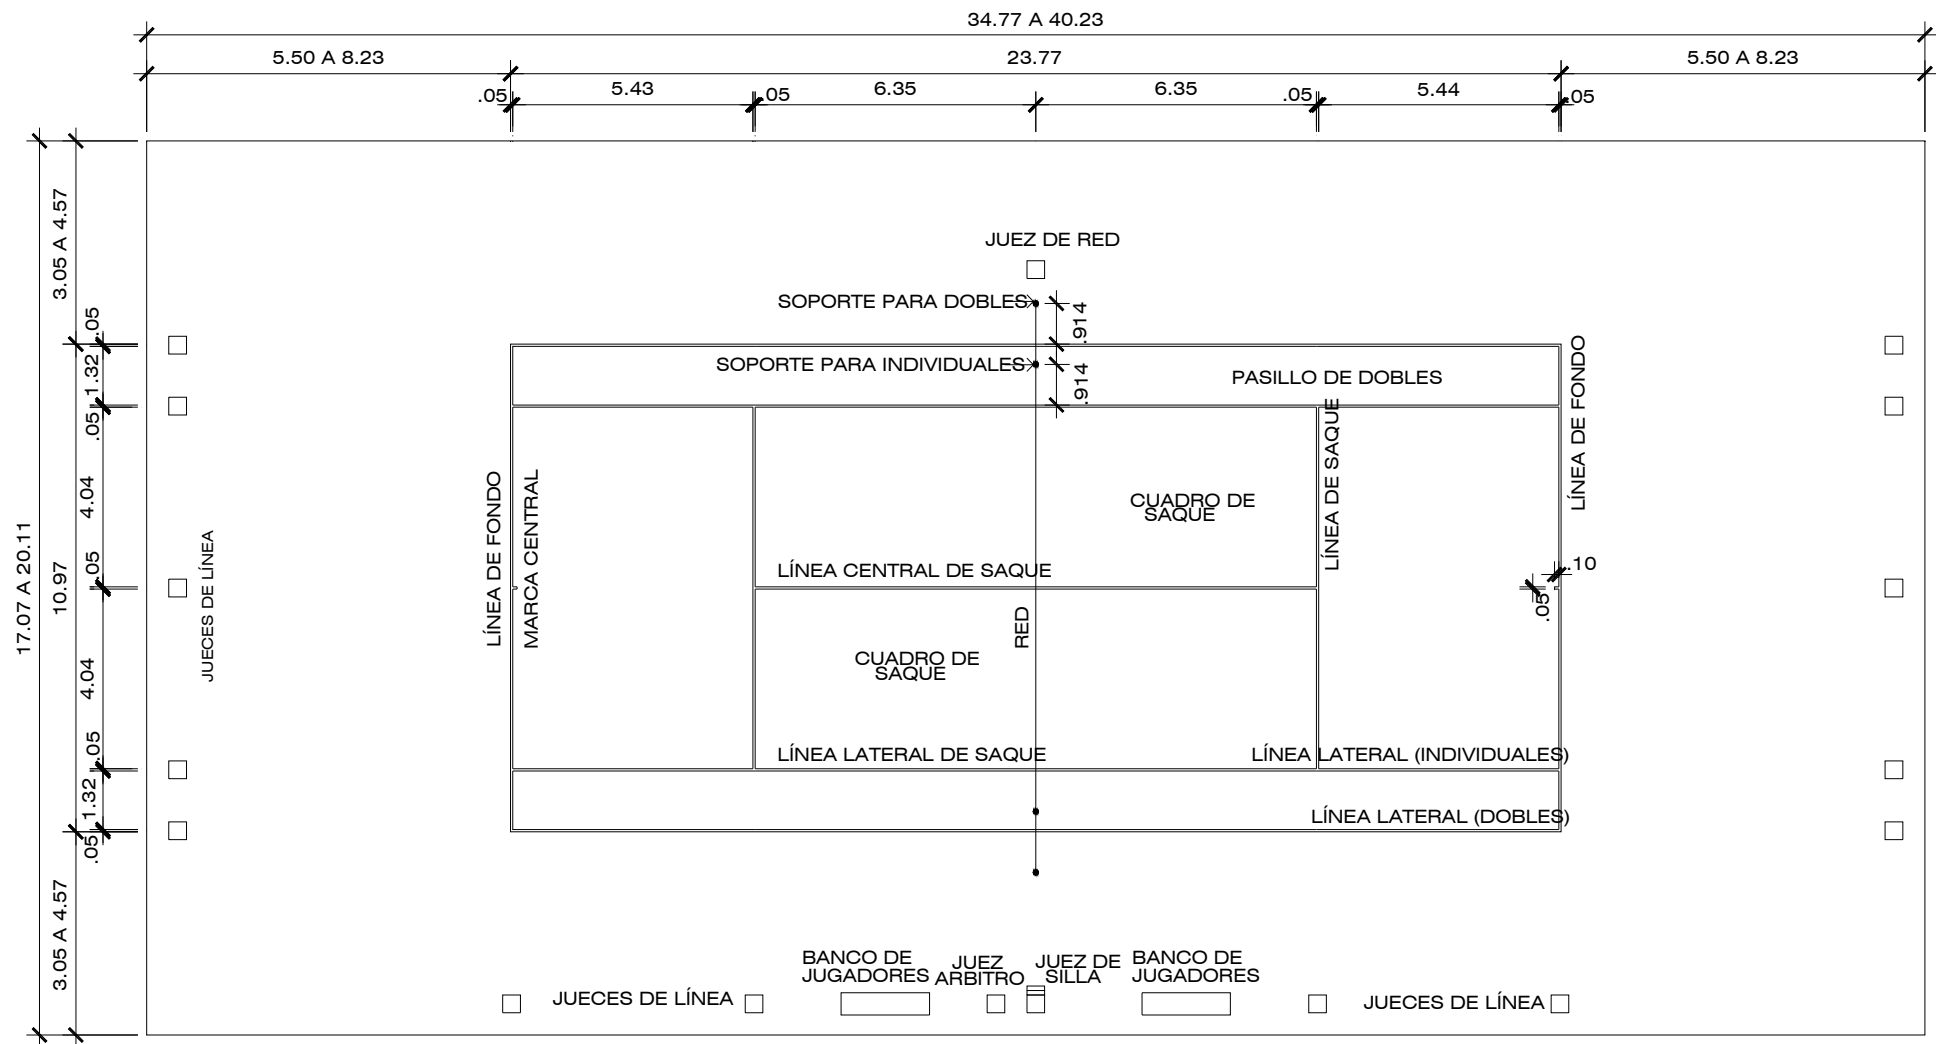 34.77 A 40.23
5.50 A 8.23
23.77
5.50 A 8.23
.05
5.43
.05
6.35
6.35
.05
5.44
.05
17.07 A 20.11
3.05 A 4.57
10.97
3.05 A 4.57
.05
1.32
.05
4.04
.05
4.04
.05
1.32
.05
JUEZ DE RED
SOPORTE PARA DOBLES
.914
SOPORTE PARA INDIVIDUALES
.914
PASILLO DE DOBLES
LÍNEA DE FONDO
LÍNEA DE SAQUE
LÍNEA DE FONDO
MARCA CENTRAL
JUECES DE LÍNEA
CUADRO DE
SAQUE
LÍNEA CENTRAL DE SAQUE
.10
.05
RED
CUADRO DE
SAQUE
LÍNEA LATERAL DE SAQUE
LÍNEA LATERAL (INDIVIDUALES)
LÍNEA LATERAL (DOBLES)
JUECES DE LÍNEA
BANCO DE
JUGADORES
JUEZ
ARBITRO
JUEZ DE
SILLA
BANCO DE
JUGADORES
JUECES DE LÍNEA